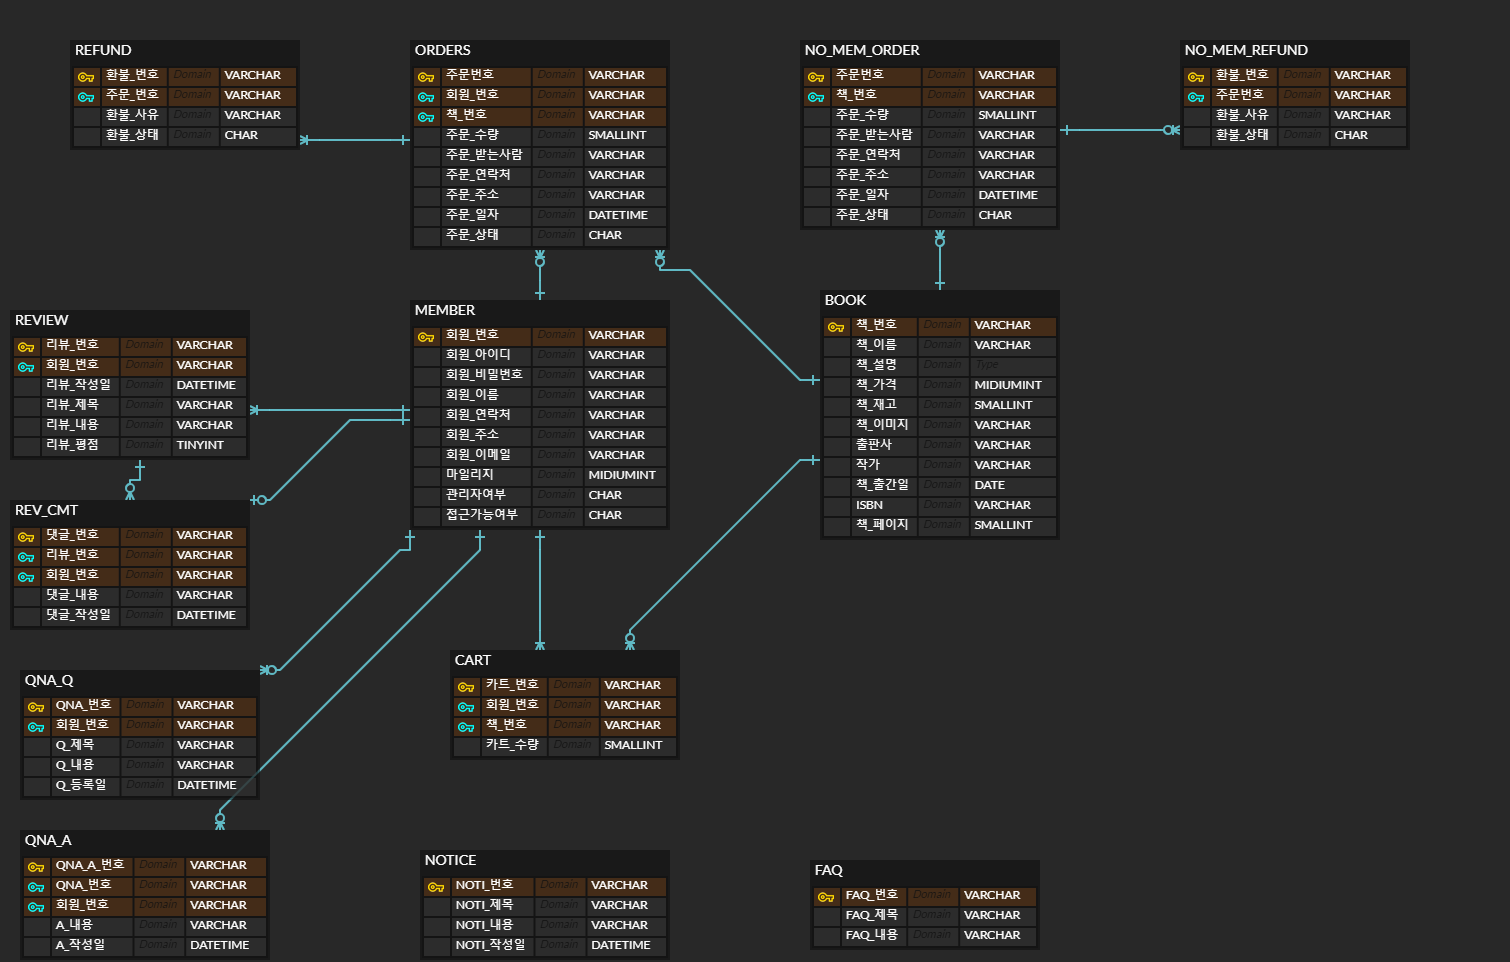 REFUND
환불_번호 Domain VARCHAR
주문_번호 Domain VARCHAR
환불_사유 Domain VARCHAR
환불_상태 Domain CHAR
ORDERS
주문번호 Domain VARCHAR
회원_번호 Domain VARCHAR
책_번호 Domain VARCHAR
주문_수량 Domain SMALLINT
주문_받는사람 Domain VARCHAR
주문_연락처 Domain VARCHAR
주문_주소 Domain VARCHAR
주문_일자 Domain DATETIME
주문_상태 Domain CHAR
NO_MEM_ORDER
주문번호 Domain VARCHAR
책_번호 Domain VARCHAR
주문_수량 Domain SMALLINT
주문_받는사람 Domain VARCHAR
주문_연락처 Domain VARCHAR
주문_주소 Domain VARCHAR
주문_일자 Domain DATETIME
주문_상태 Domain CHAR
NO_MEM_REFUND
환불_번호 Domain VARCHAR
주문번호 Domain VARCHAR
환불_사유 Domain VARCHAR
환불_상태 Domain CHAR
REVIEW
리뷰_번호 Domain VARCHAR
회원_번호 Domain VARCHAR
리뷰_작성일 Domain DATETIME
리뷰_제목 Domain VARCHAR
리뷰_내용 Domain VARCHAR
리뷰_평점 Domain TINYINT
MEMBER
회원_번호 Domain VARCHAR
회원_아이디 Domain VARCHAR
회원_비밀번호 Domain VARCHAR
회원_이름 Domain VARCHAR
회원_연락처 Domain VARCHAR
회원_주소 Domain VARCHAR
회원_이메일 Domain VARCHAR
마일리지 Domain MIDIUMINT
관리자여부 Domain CHAR
접근가능여부 Domain CHAR
BOOK
책_번호 Domain VARCHAR
책_이름 Domain VARCHAR
책_설명 Domain Type
책_가격 Domain MIDIUMINT
책_재고 Domain SMALLINT
책_이미지 Domain VARCHAR
출판사 Domain VARCHAR
작가 Domain VARCHAR
책_출간일 Domain DATE
ISBN Domain VARCHAR
책_페이지 Domain SMALLINT
REV_CMT
댓글_번호 Domain VARCHAR
리뷰_번호 Domain VARCHAR
회원_번호 Domain VARCHAR
댓글_내용 Domain VARCHAR
댓글_작성일 Domain DATETIME
QNA_Q
QNA_번호 Domain VARCHAR
회원_번호 Domain VARCHAR
Q_제목 Domain VARCHAR
Q_내용 Domain VARCHAR
Q_등록일 Domain DATETIME
CART
카트_번호 Domain VARCHAR
회원_번호 Domain VARCHAR
책_번호 Domain VARCHAR
카트_수량 Domain SMALLINT
QNA_A
QNA_A_번호 Domain VARCHAR
QNA_번호 Domain VARCHAR
회원_번호 Domain VARCHAR
A_내용 Domain VARCHAR
A_작성일 Domain DATETIME
NOTICE
NOTI_번호 Domain VARCHAR
NOTI_제목 Domain VARCHAR
NOTI_내용 Domain VARCHAR
NOTI_작성일 Domain DATETIME
FAQ
FAQ_번호 Domain VARCHAR
FAQ_제목 Domain VARCHAR
FAQ_내용 Domain VARCHAR